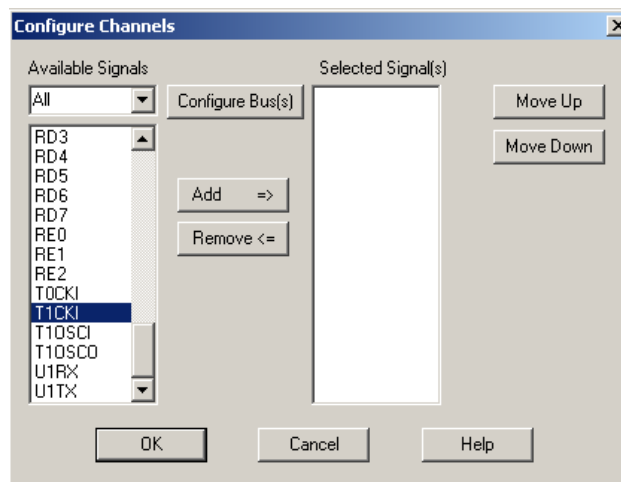 Configure Channels
Available Signals
Selected Signal(s)
All
Configure Bus(s)
Move Up
Move Down
RD3
RD4
RD5
RD6
RD7
RE0
RE1
RE2
T0CKI
T1CKI
T1OSCI
T1OSCO
U1RX
U1TX
Add =>
Remove <=
OK
Cancel
Help